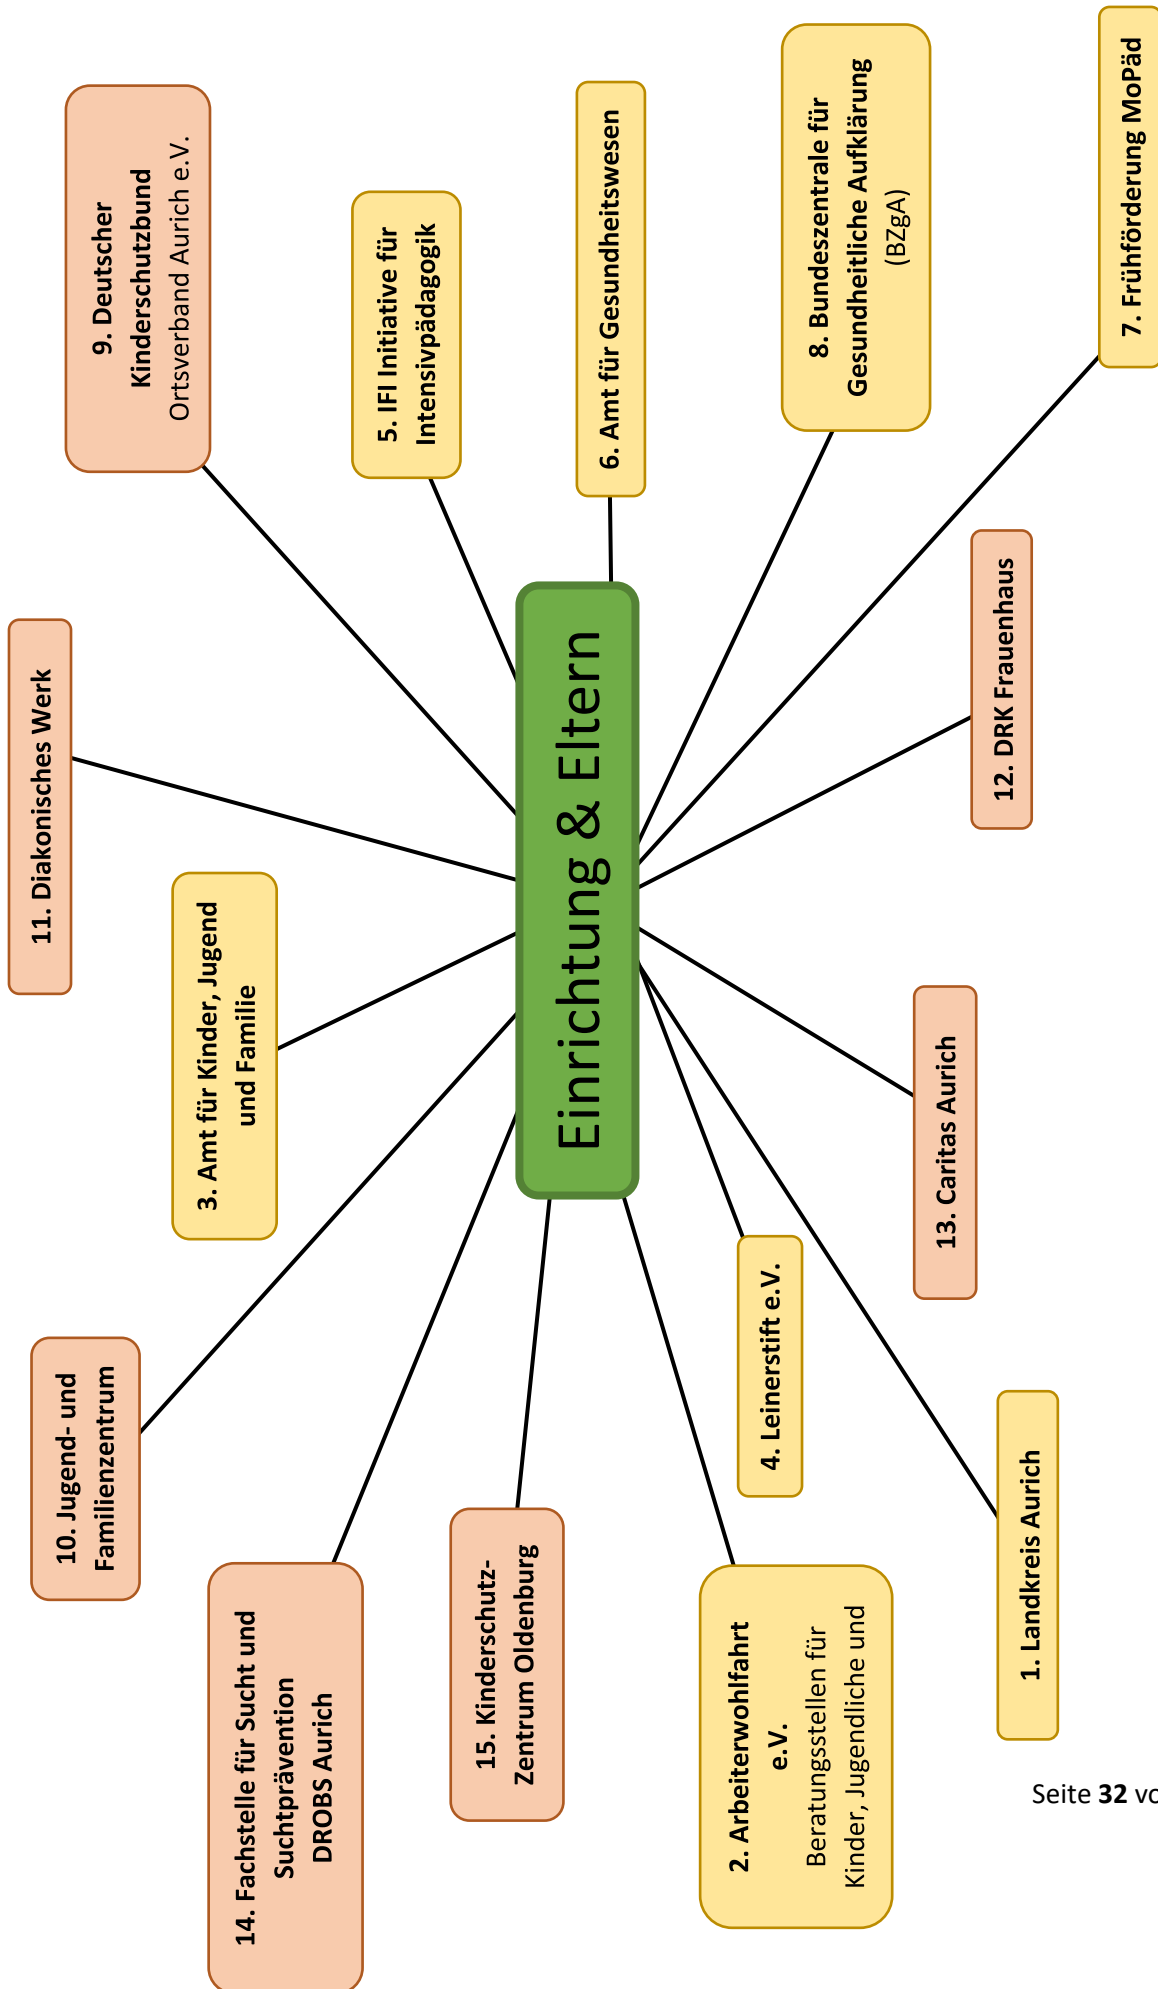 11. Diakonisches Werk
9. Deutscher
Kinderschutzbund
Ortsverband Aurich e.V.
10. Jugend- und
Familienzentrum
3. Amt für Kinder, Jugend
und Familie
14. Fachstelle für Sucht und
Suchtprävention
DROBS Aurich
5. IFI Initiative für
Intensivpädagogik
15. Kinderschutz-
Zentrum Oldenburg
Einrichtung & Eltern
6. Amt für Gesundheitswesen
2. Arbeiterwohlfahrt
e.V.
Beratungsstellen für
Kinder, Jugendliche und
4. Leinerstift e.V.
8. Bundeszentrale für
Gesundheitliche Aufklärung
(BZgA)
13. Caritas Aurich
12. DRK Frauenhaus
1. Landkreis Aurich
7. Frühförderung MoPäd
Seite 32